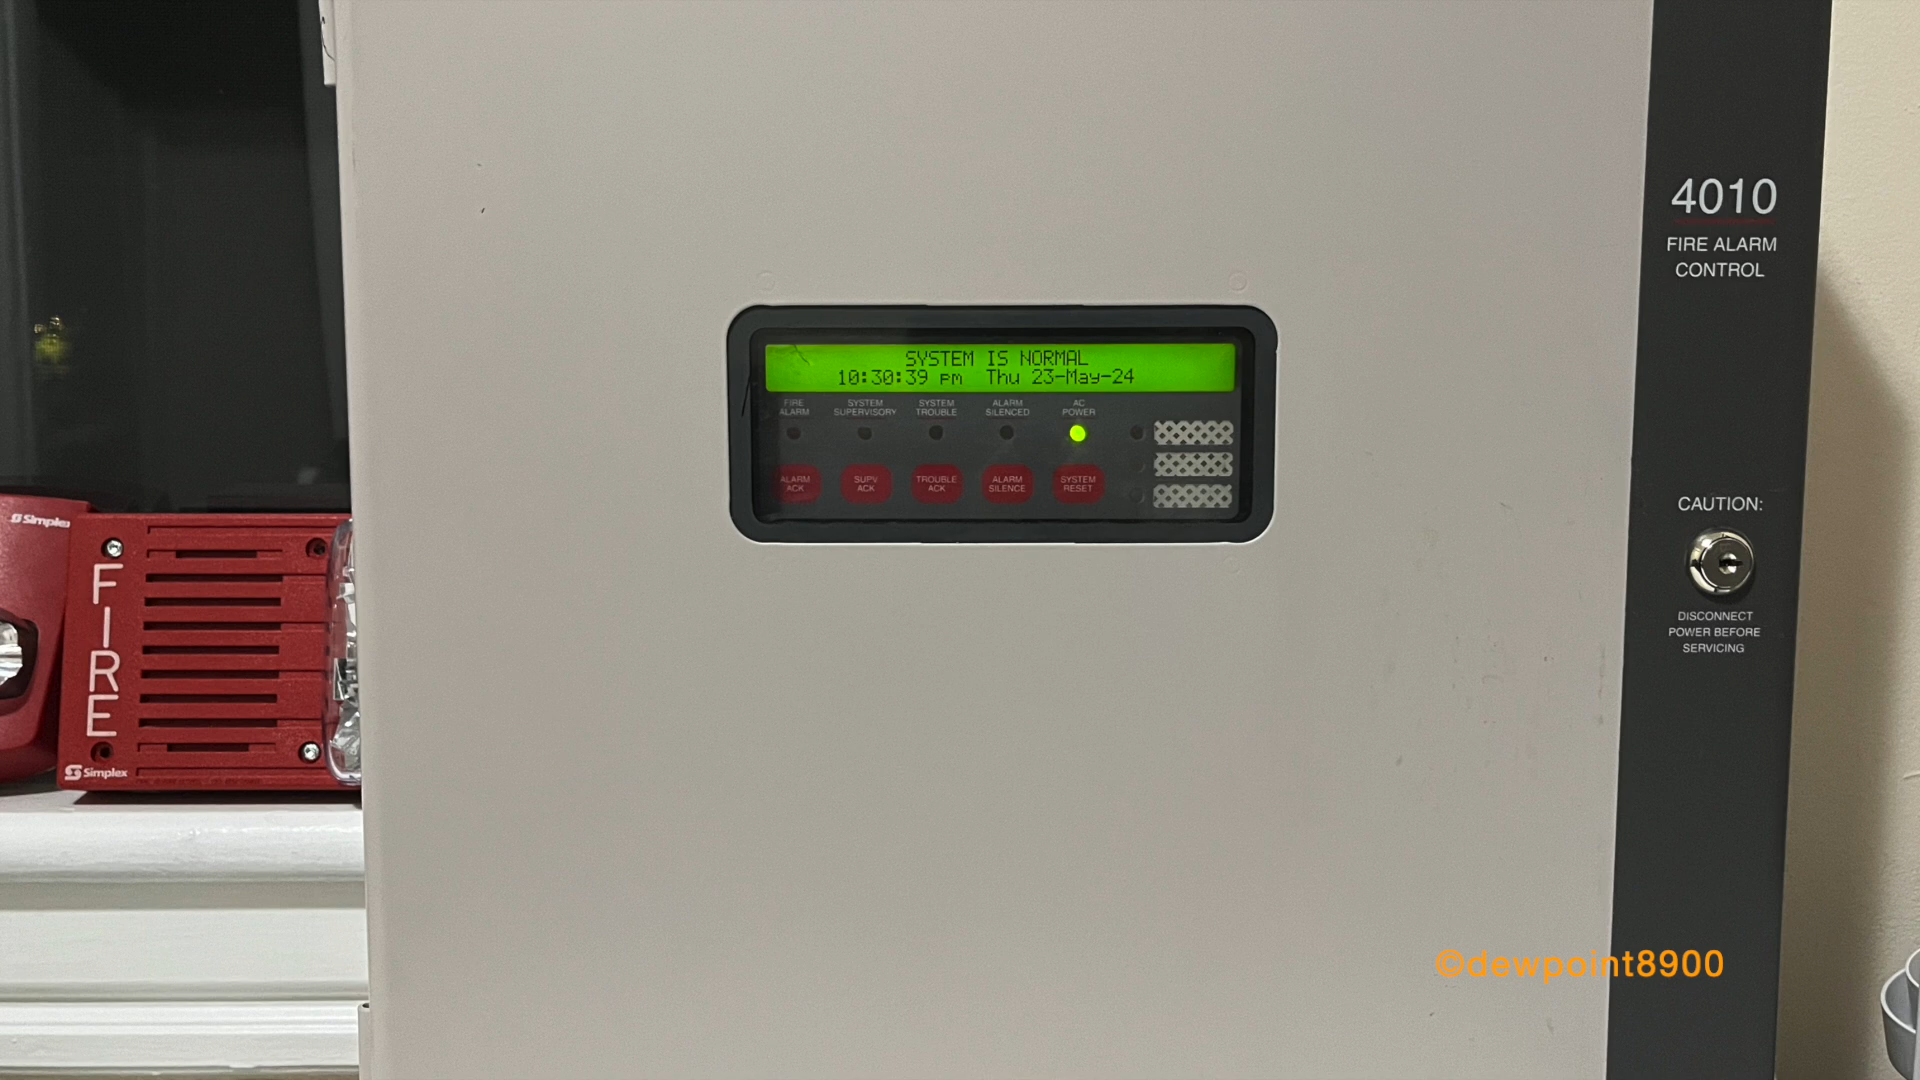 SYSTEM IS NORMAL
10:30:39 pm  Thu 23-May-24
FIRE ALARM
SYSTEM SUPERVISORY
SYSTEM TROUBLE
ALARM SILENCED
AC POWER
ALARM ACK
SUPV ACK
TROUBLE ACK
ALARM SILENCE
SYSTEM RESET
4010
FIRE ALARM
CONTROL
CAUTION:
DISCONNECT
POWER BEFORE
SERVICING
Simplex
FIRE
Simplex
©dewpoint8900